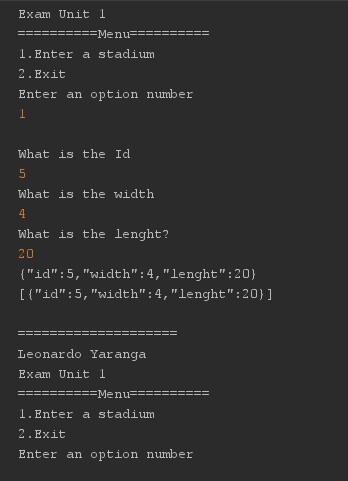 Exam Unit 1
==========Menu==========
1.Enter a stadium
2.Exit
Enter an option number
1
What is the Id
5
What is the width
4
What is the lenght?
20
{"id":5,"width":4,"lenght":20}
[{"id":5,"width":4,"lenght":20}]
====================
Leonardo Yaranga
Exam Unit 1
==========Menu==========
1.Enter a stadium
2.Exit
Enter an option number